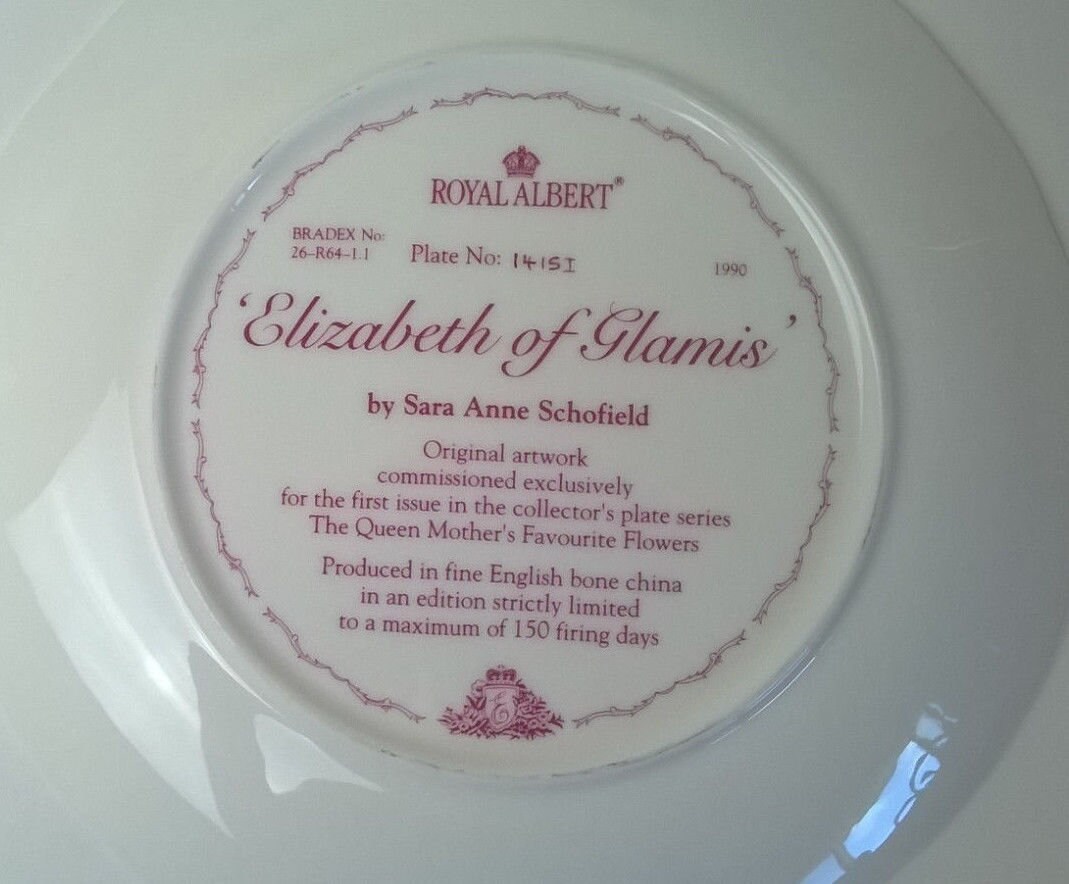 ROYAL ALBERT®
BRADEX No:
26-R64-1.1
Plate No: 1415I
1990
'Elizabeth of Glamis'
by Sara Anne Schofield
Original artwork
commissioned exclusively
for the first issue in the collector's plate series
The Queen Mother's Favourite Flowers
Produced in fine English bone china
in an edition strictly limited
to a maximum of 150 firing days
E